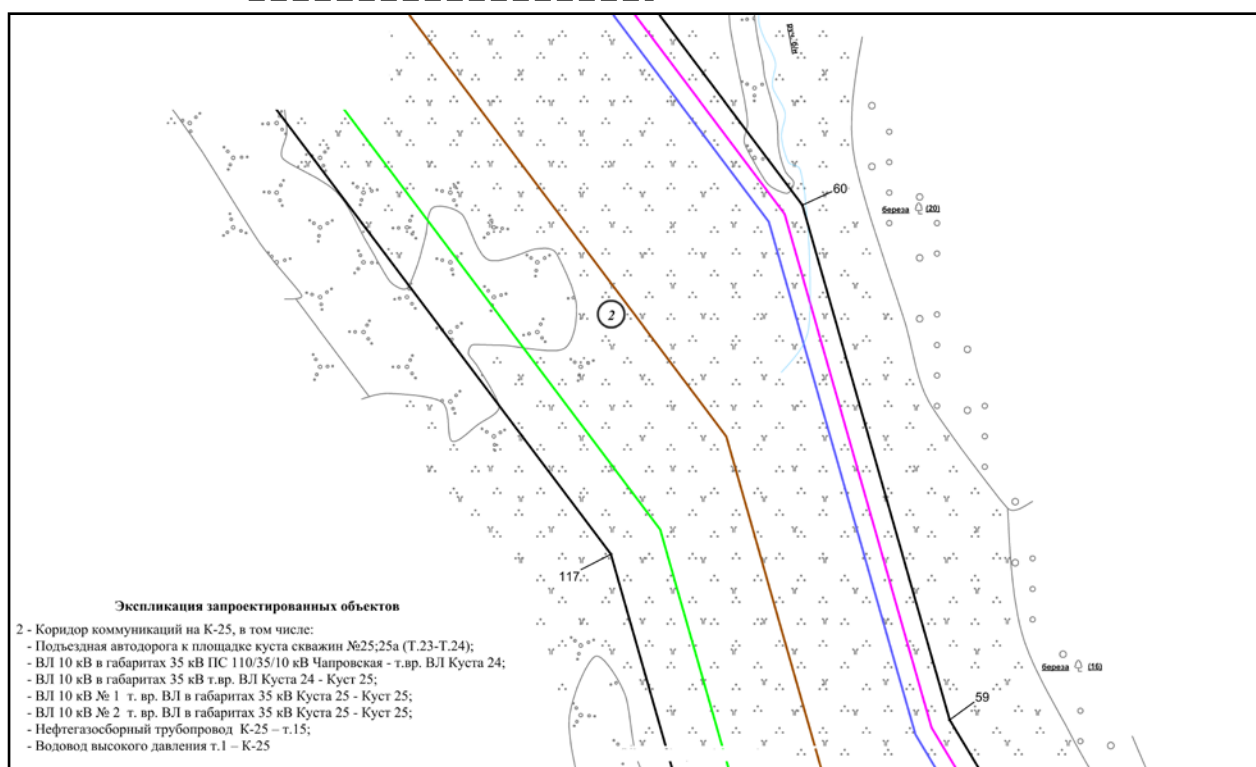 руч. б/н
60
береза (20)
2
117
береза (16)
59
Экспликация запроектированных объектов
2 - Коридор коммуникаций на К-25, в том числе:
- Подъездная автодорога к площадке куста скважин №25;25а (Т.23-Т.24);
- ВЛ 10 кВ в габаритах 35 кВ ПС 110/35/10 кВ Чапровская - т.вр. ВЛ Куста 24;
- ВЛ 10 кВ в габаритах 35 кВ т.вр. ВЛ Куста 24 - Куст 25;
- ВЛ 10 кВ № 1 т. вр. ВЛ в габаритах 35 кВ Куста 25 - Куст 25;
- ВЛ 10 кВ № 2 т. вр. ВЛ в габаритах 35 кВ Куста 25 - Куст 25;
- Нефтегазосборный трубопровод К-25 – т.15;
- Водовод высокого давления т.1 – К-25